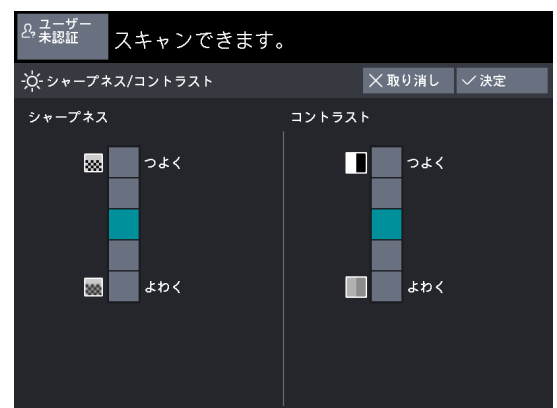 ユーザー
未認証
スキャンできます。
シャープネス/コントラスト
取り消し
決定
シャープネス
コントラスト
つよく
つよく
よわく
よわく